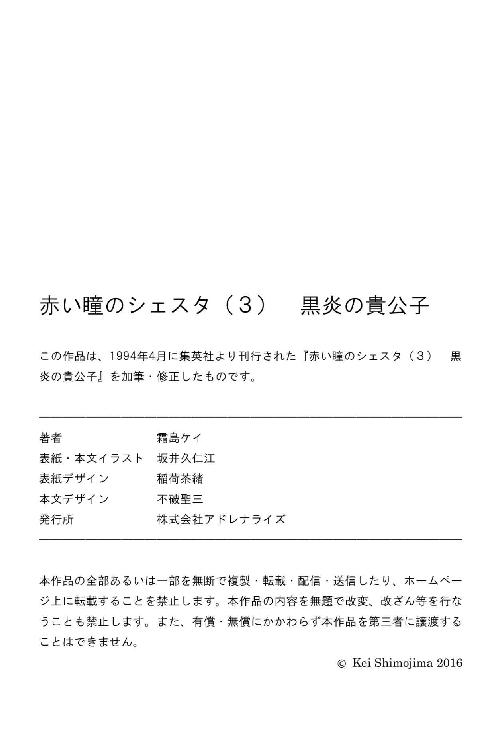 赤い瞳のシェスタ（３）　黒炎の貴公子
この作品は、1994年4月に集英社より刊行された『赤い瞳のシェスタ（３）　黒
炎の貴公子』を加筆・修正したものです。
著者　霜島ケイ
表紙・本文イラスト　坂井久仁江
表紙デザイン　稲荷茶緒
本文デザイン　不破聖三
発行所　株式会社アドレナライズ
本作品の全部あるいは一部を無断で複製・転載・配信・送信したり、ホームペー
ジ上に転載することを禁止します。本作品の内容を無題で改変、改ざん等を行な
うことも禁止します。また、有償・無償にかかわらず本作品を第三者に譲渡する
ことはできません。
© Kei Shimojima 2016